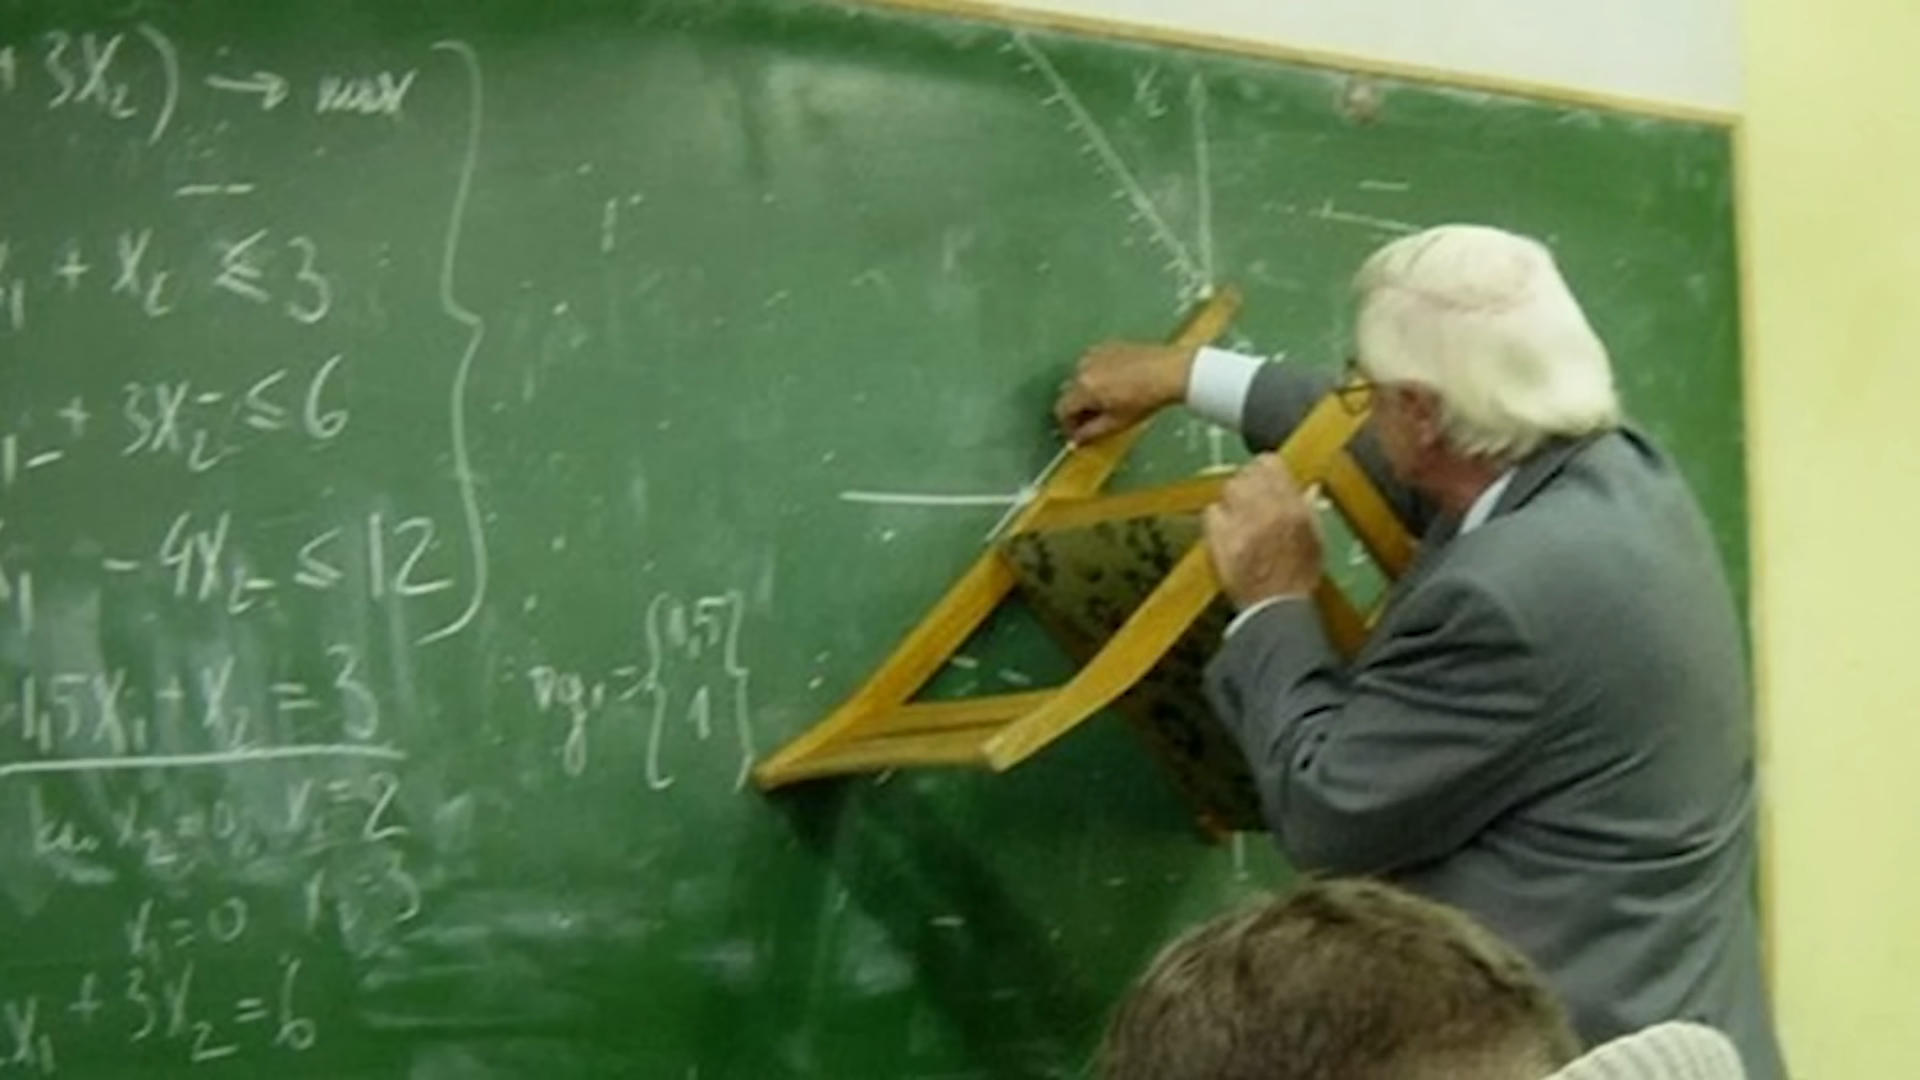 + 3X₂) → max
X₁ + X₂ ≤ 3
+ 3X₂ ≤ 6
X₁ - 4X₂ ≤ 12
-1,5X₁ + X₂ = 3
X₂ = 0, X₁ = 2
X₁ = 0 X₂ = 3
X₁ + 3X₂ = 6
{1,5
1}
X₂